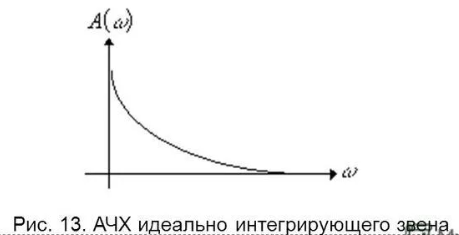 A(ω)
ω
Рис. 13. АЧХ идеально интегрирующего звена